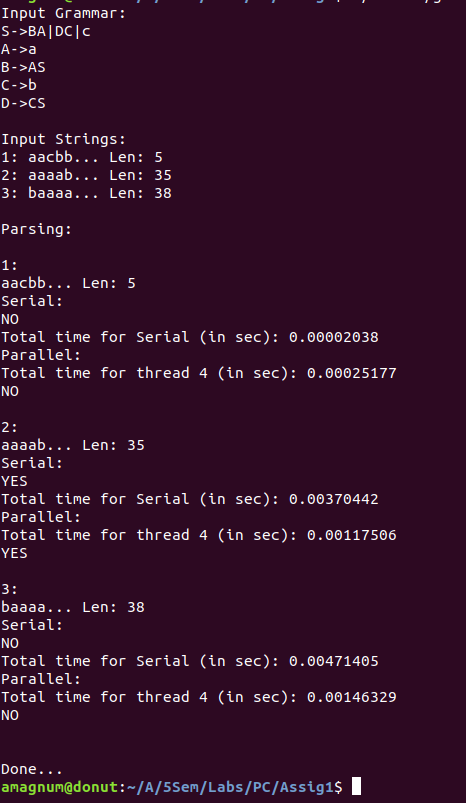 Input Grammar:
S->BA|DC|c
A->a
B->AS
C->b
D->CS
Input Strings:
1: aacbb... Len: 5
2: aaaab... Len: 35
3: baaaa... Len: 38
Parsing:
1:
aacbb... Len: 5
Serial:
NO
Total time for Serial (in sec): 0.00002038
Parallel:
Total time for thread 4 (in sec): 0.00025177
NO
2:
aaaab... Len: 35
Serial:
YES
Total time for Serial (in sec): 0.00370442
Parallel:
Total time for thread 4 (in sec): 0.00117506
YES
3:
baaaa... Len: 38
Serial:
NO
Total time for Serial (in sec): 0.00471405
Parallel:
Total time for thread 4 (in sec): 0.00146329
NO
Done...
amagnum@donut:~/A/5Sem/Labs/PC/Assig1$